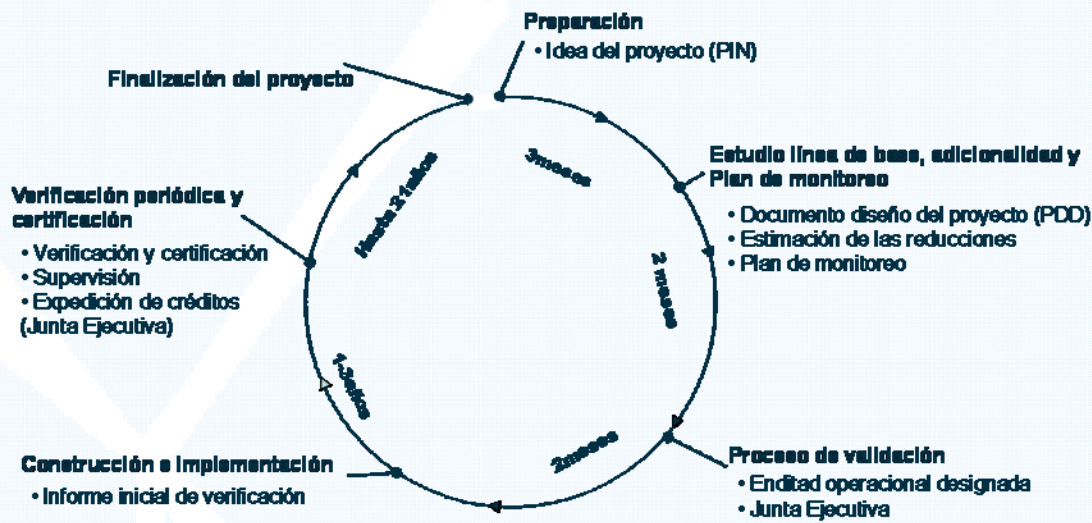 Preparación
• Idea del proyecto (PIN)
Finalización del proyecto
3meses
Estudio línea de base, adicionalidad y
Plan de monitoreo
• Documento diseño del proyecto (PDD)
• Estimación de las reducciones
• Plan de monitoreo
2 meses
Proceso de validación
• Enditad operacional designada
• Junta Ejecutiva
2meses
Construcción e implementación
• Informe inicial de verificación
1-3años
Verificación periódica y
certificación
• Verificación y certificación
• Supervisión
• Expedición de créditos
(Junta Ejecutiva)
Hasta 21años